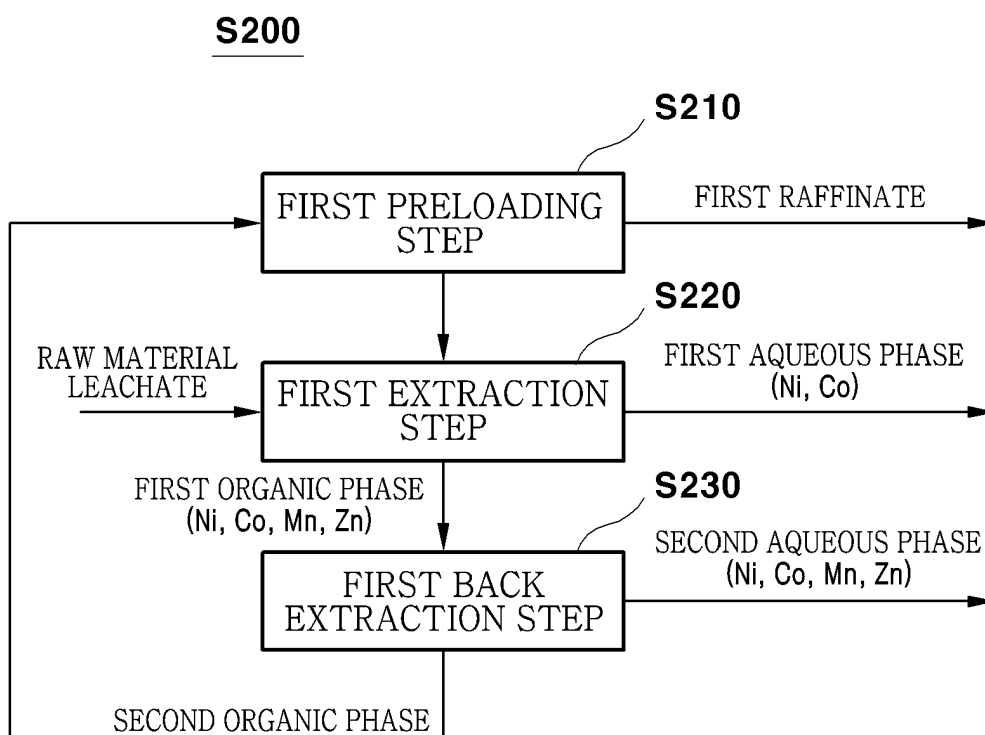 S200
S210
FIRST PRELOADING
STEP
FIRST RAFFINATE
S220
RAW MATERIAL
LEACHATE
FIRST EXTRACTION
STEP
FIRST AQUEOUS PHASE
(Ni, Co)
FIRST ORGANIC PHASE
(Ni, Co, Mn, Zn)
S230
FIRST BACK
EXTRACTION STEP
SECOND AQUEOUS PHASE
(Ni, Co, Mn, Zn)
SECOND ORGANIC PHASE